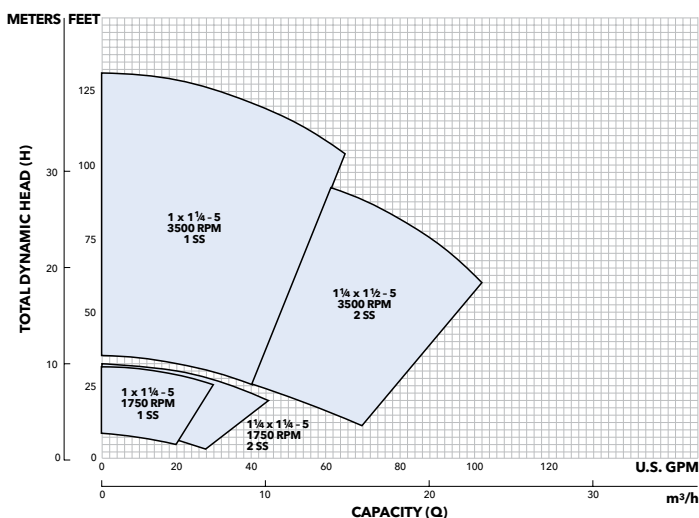 METERS FEET
125
100
75
50
25
0
30
20
10
0
TOTAL DYNAMIC HEAD (H)
1 x 1¼ - 5
3500 RPM
1 SS
1¼ x 1½ - 5
3500 RPM
2 SS
1 x 1¼ - 5
1750 RPM
1 SS
1¼ x 1¼ - 5
1750 RPM
2 SS
0 20 40 60 80 100 120 U.S. GPM
0 10 20 30 m³/h
CAPACITY (Q)